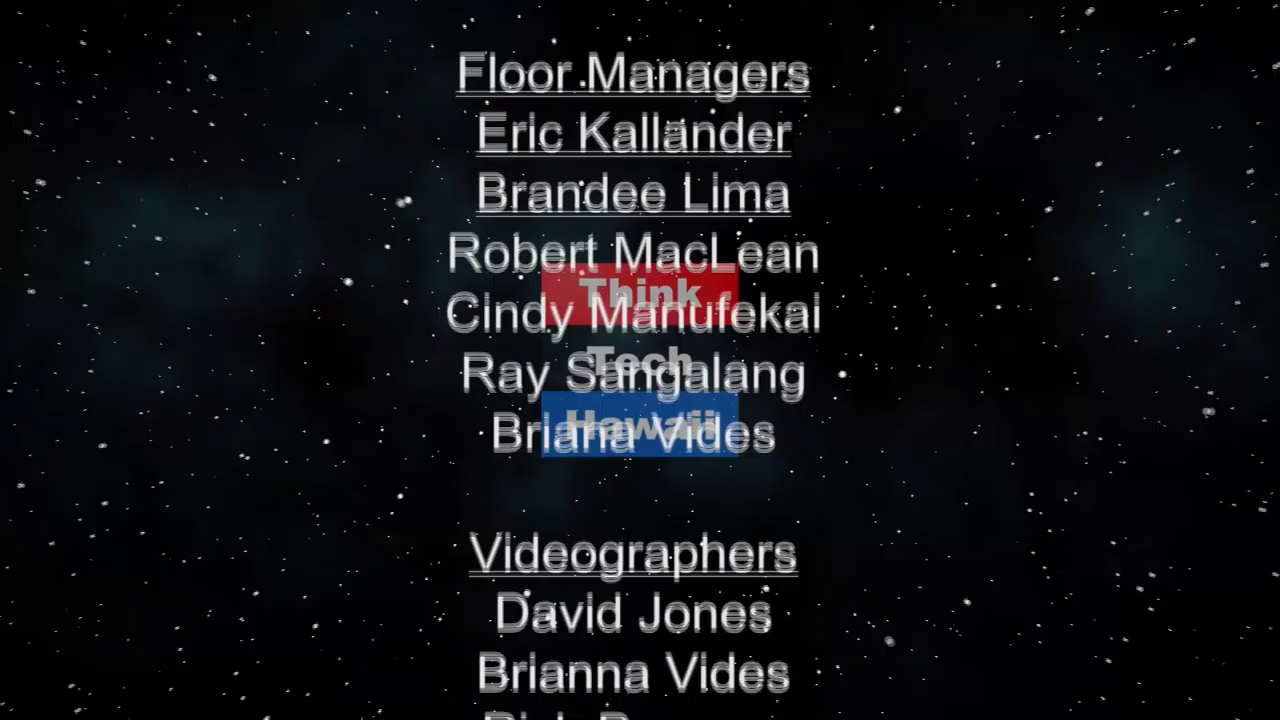 Floor Managers
Eric Kallander
Brandee Lima
Robert MacLean
Think
Cindy Manufekai
Tech
Ray Sangalang
Hawaii
Briana Vides
Videographers
David Jones
Brianna Vides